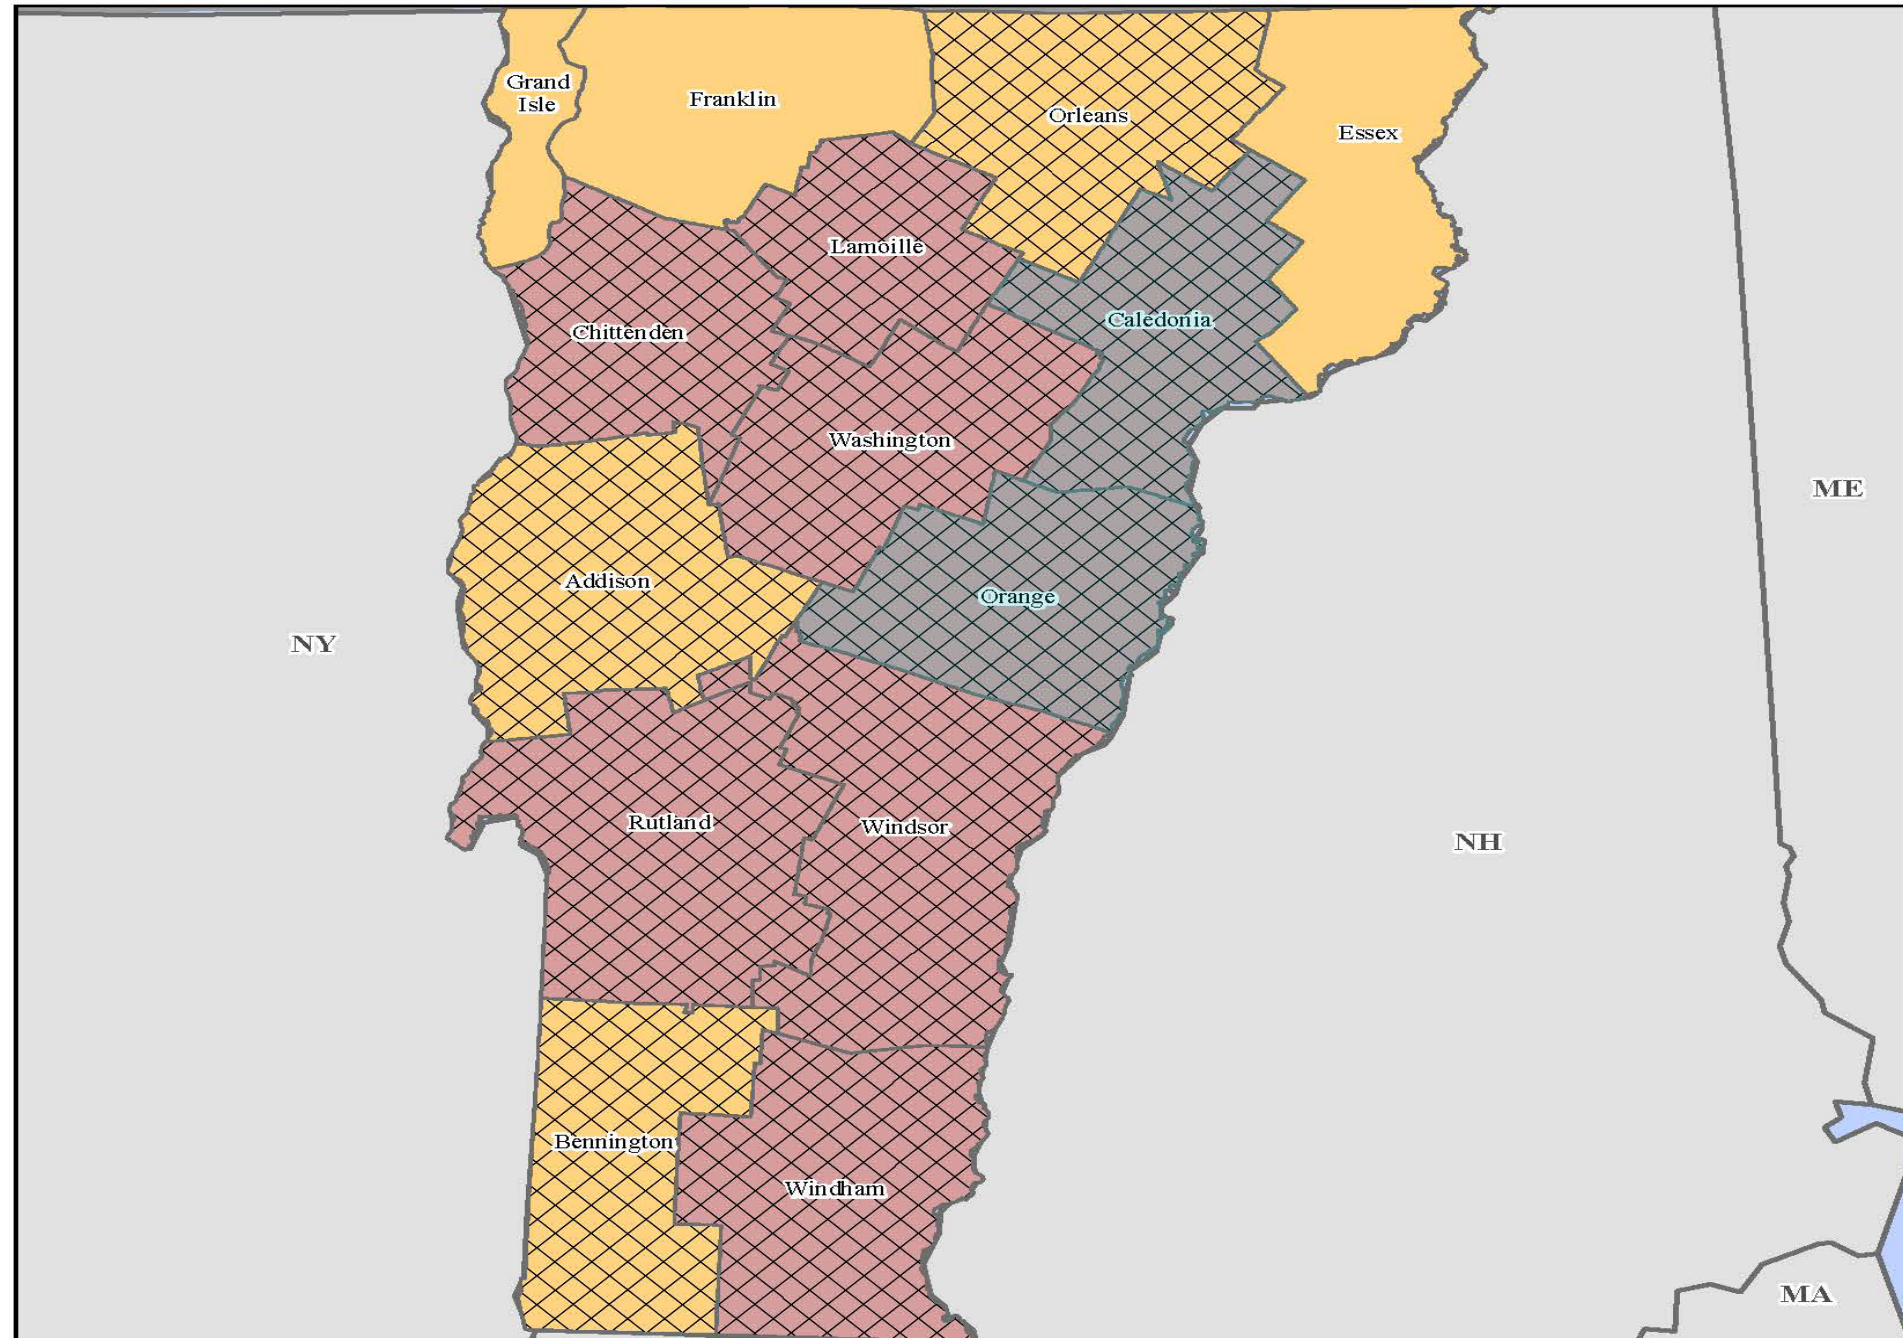 Grand
Isle
Franklin
Orleans
Essex
Lamoille
Caledonia
Chittenden
Washington
ME
Addison
Orange
NY
Rutland
Windsor
NH
Bennington
Windham
MA